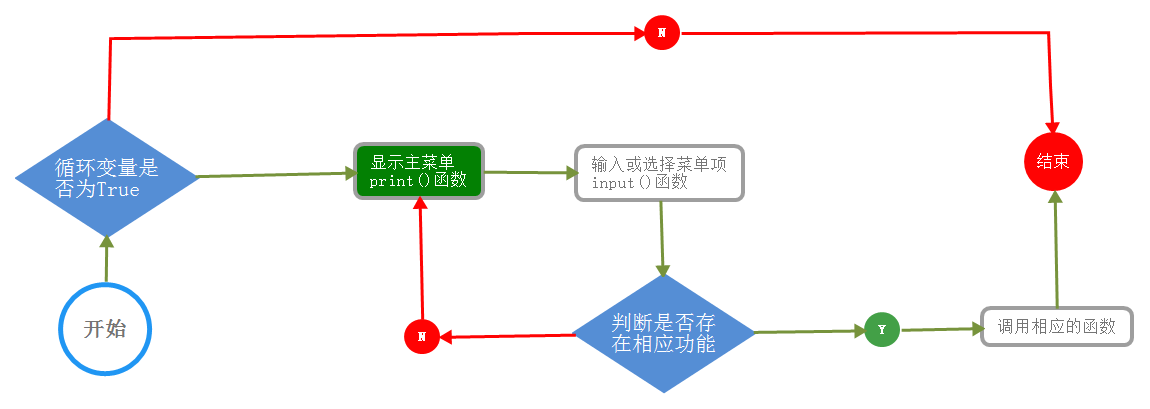 N
循环变量是
否为True
显示主菜单
print()函数
输入或选择菜单项
input()函数
结束
开始
N
判断是否存
在相应功能
Y
调用相应的函数